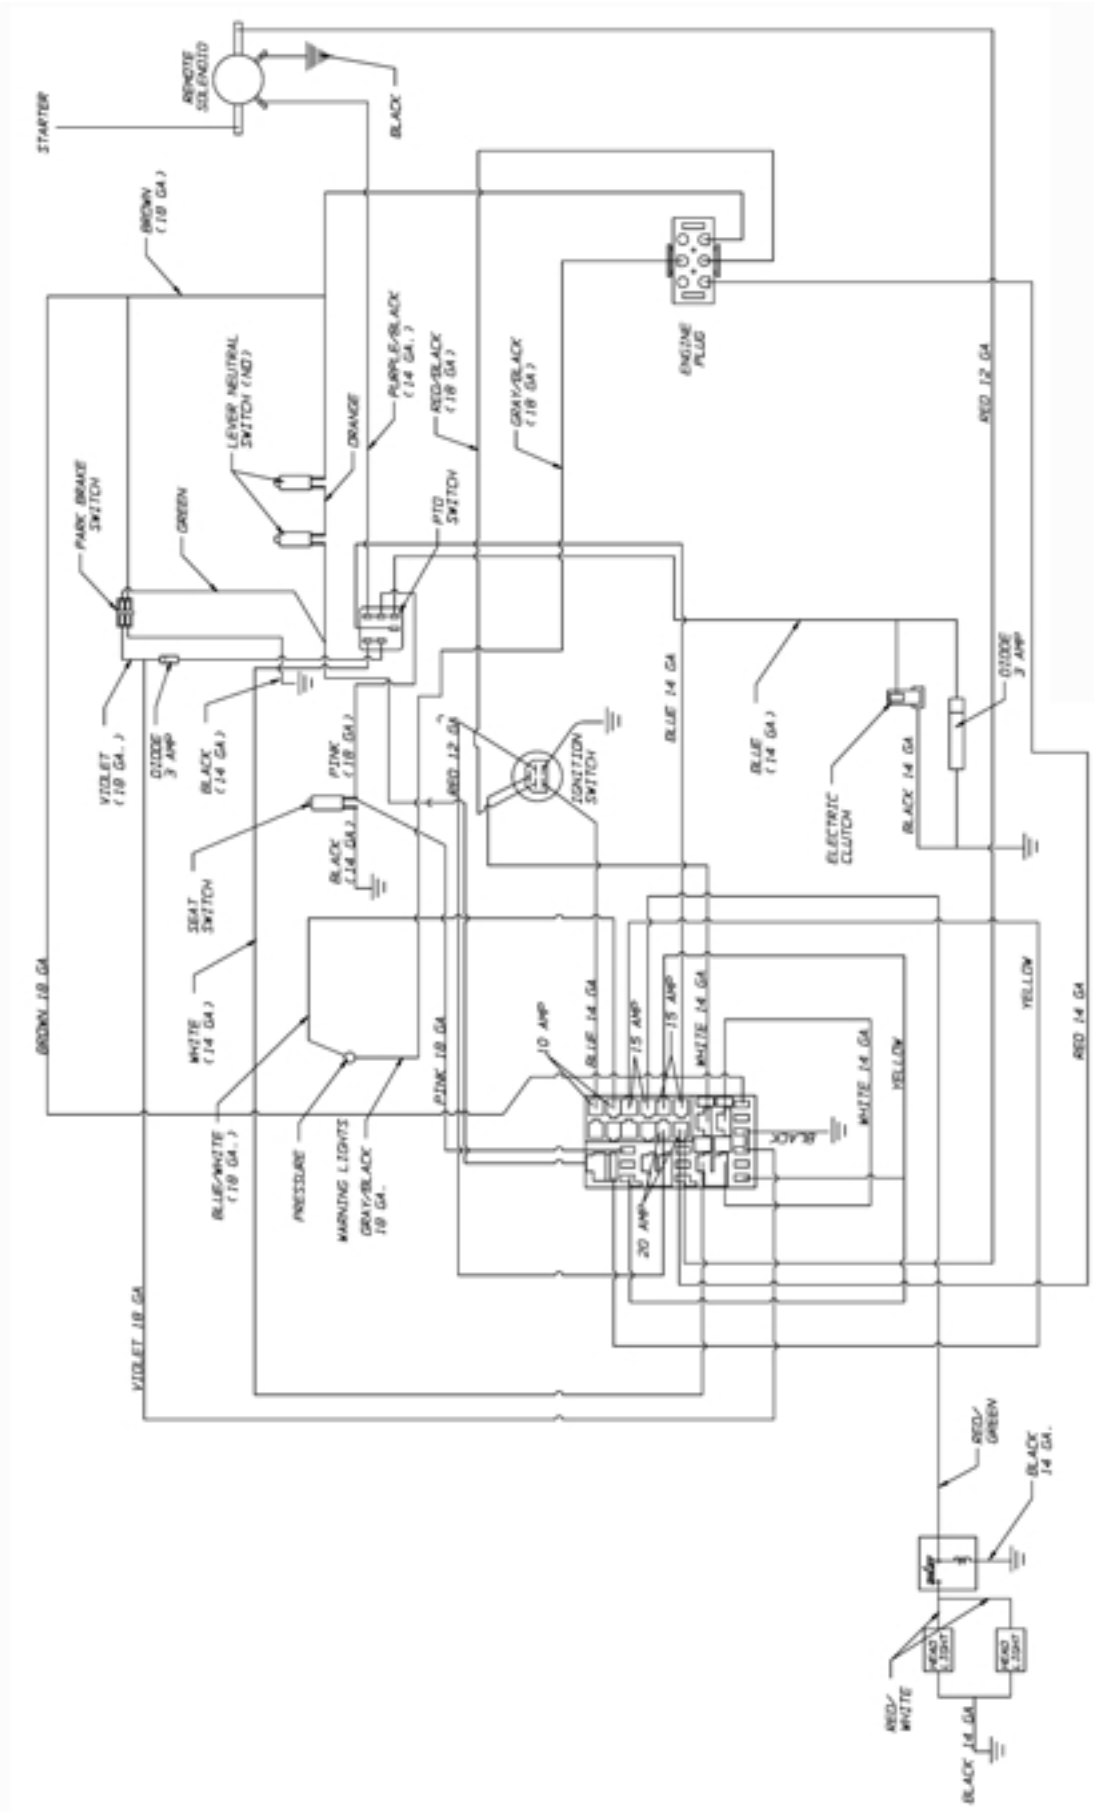 STARTER
REMOTE
SOLENOID
BLACK
BROWN
(18 GA)
PARK BRAKE
SWITCH
GREEN
LEVER NEUTRAL
SWITCH (NO)
ORANGE
PURPLE/BLACK
(14 GA.)
RED/BLACK
(18 GA)
GRAY/BLACK
(18 GA)
PTO
SWITCH
ENGINE
PLUG
RED 12 GA
VIOLET
(18 GA.)
DIODE
3 AMP
BLACK
(14 GA)
PINK
(18 GA)
RED 12 GA
IGNITION
SWITCH
BLUE 14 GA
BLUE
(14 GA)
DIODE
3 AMP
ELECTRIC
CLUTCH
BLACK 14 GA
SEAT
SWITCH
BLACK
(14 GA)
BROWN 18 GA
WHITE
(14 GA)
BLUE/WHITE
(18 GA.)
PRESSURE
WARNING LIGHTS
GRAY/BLACK
18 GA.
PINK 18 GA
10 AMP
BLUE 14 GA
15 AMP
15 AMP
WHITE 14 GA
20 AMP
BLACK
WHITE 14 GA
YELLOW
YELLOW
RED 14 GA
VIOLET 18 GA
RED/
GREEN
BLACK
14 GA.
HEAD
LIGHT
HEAD
LIGHT
RED/
WHITE
BLACK 14 GA